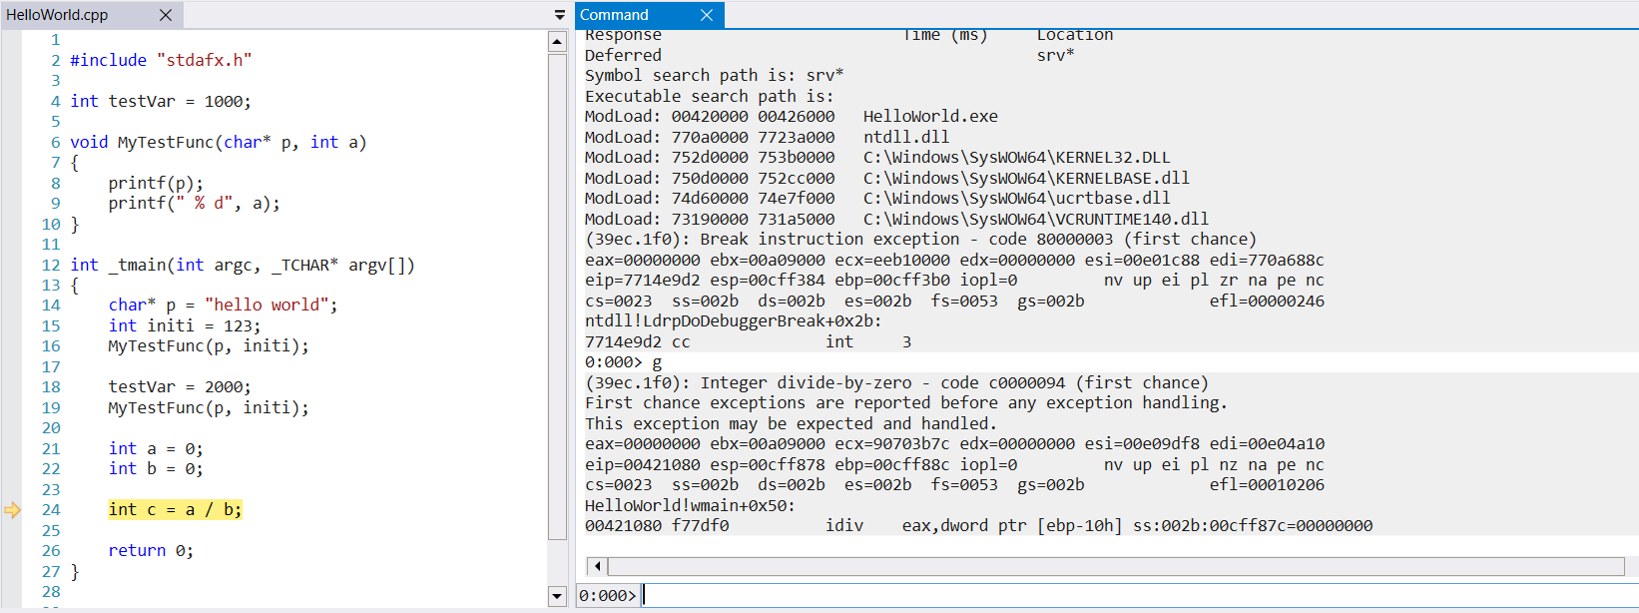 HelloWorld.cpp
1
2 #include "stdafx.h"
3
4 int testVar = 1000;
5
6 void MyTestFunc(char* p, int a)
7 {
8     printf(p);
9     printf(" % d", a);
10 }
11
12 int _tmain(int argc, _TCHAR* argv[])
13 {
14     char* p = "hello world";
15     int initi = 123;
16     MyTestFunc(p, initi);
17
18     testVar = 2000;
19     MyTestFunc(p, initi);
20
21     int a = 0;
22     int b = 0;
23
24     int c = a / b;
25
26     return 0;
27 }
28
Command
Response                         Time (ms)     Location
Deferred                                       srv*
Symbol search path is: srv*
Executable search path is:
ModLoad: 00420000 00426000   HelloWorld.exe
ModLoad: 770a0000 7723a000   ntdll.dll
ModLoad: 752d0000 753b0000   C:\Windows\SysWOW64\KERNEL32.DLL
ModLoad: 750d0000 752cc000   C:\Windows\SysWOW64\KERNELBASE.dll
ModLoad: 74d60000 74e7f000   C:\Windows\SysWOW64\ucrtbase.dll
ModLoad: 73190000 731a5000   C:\Windows\SysWOW64\VCRUNTIME140.dll
(39ec.1f0): Break instruction exception - code 80000003 (first chance)
eax=00000000 ebx=00a09000 ecx=eeb10000 edx=00000000 esi=00e01c88 edi=770a688c
eip=7714e9d2 esp=00cff384 ebp=00cff3b0 iopl=0         nv up ei pl zr na pe nc
cs=0023  ss=002b  ds=002b  es=002b  fs=0053  gs=002b             efl=00000246
ntdll!LdrpDoDebuggerBreak+0x2b:
7714e9d2 cc              int     3
0:000> g
(39ec.1f0): Integer divide-by-zero - code c0000094 (first chance)
First chance exceptions are reported before any exception handling.
This exception may be expected and handled.
eax=00000000 ebx=00a09000 ecx=90703b7c edx=00000000 esi=00e09df8 edi=00e04a10
eip=00421080 esp=00cff878 ebp=00cff88c iopl=0         nv up ei pl nz na pe nc
cs=0023  ss=002b  ds=002b  es=002b  fs=0053  gs=002b             efl=00010206
HelloWorld!wmain+0x50:
00421080 f77df0          idiv    eax,dword ptr [ebp-10h] ss:002b:00cff87c=00000000
0:000>